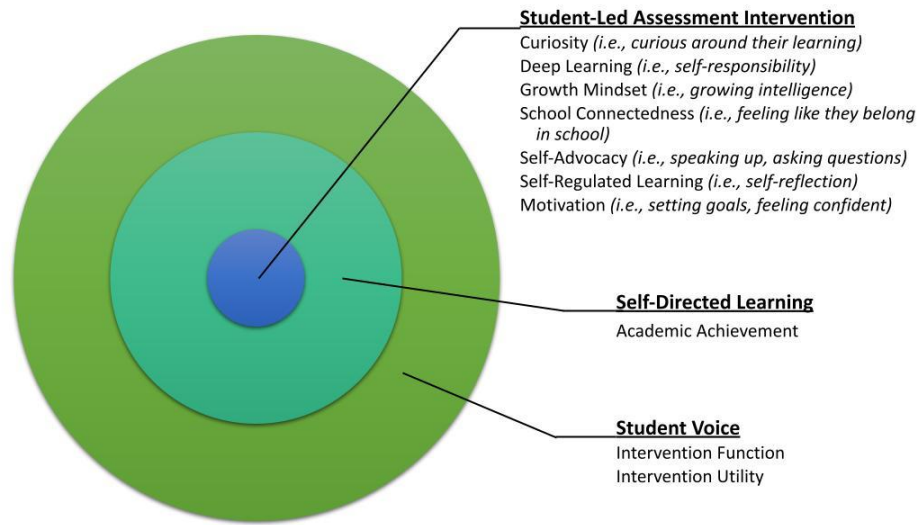 Student-Led Assessment Intervention
Curiosity (i.e., curious around their learning)
Deep Learning (i.e., self-responsibility)
Growth Mindset (i.e., growing intelligence)
School Connectedness (i.e., feeling like they belong
in school)
Self-Advocacy (i.e., speaking up, asking questions)
Self-Regulated Learning (i.e., self-reflection)
Motivation (i.e., setting goals, feeling confident)
Self-Directed Learning
Academic Achievement
Student Voice
Intervention Function
Intervention Utility